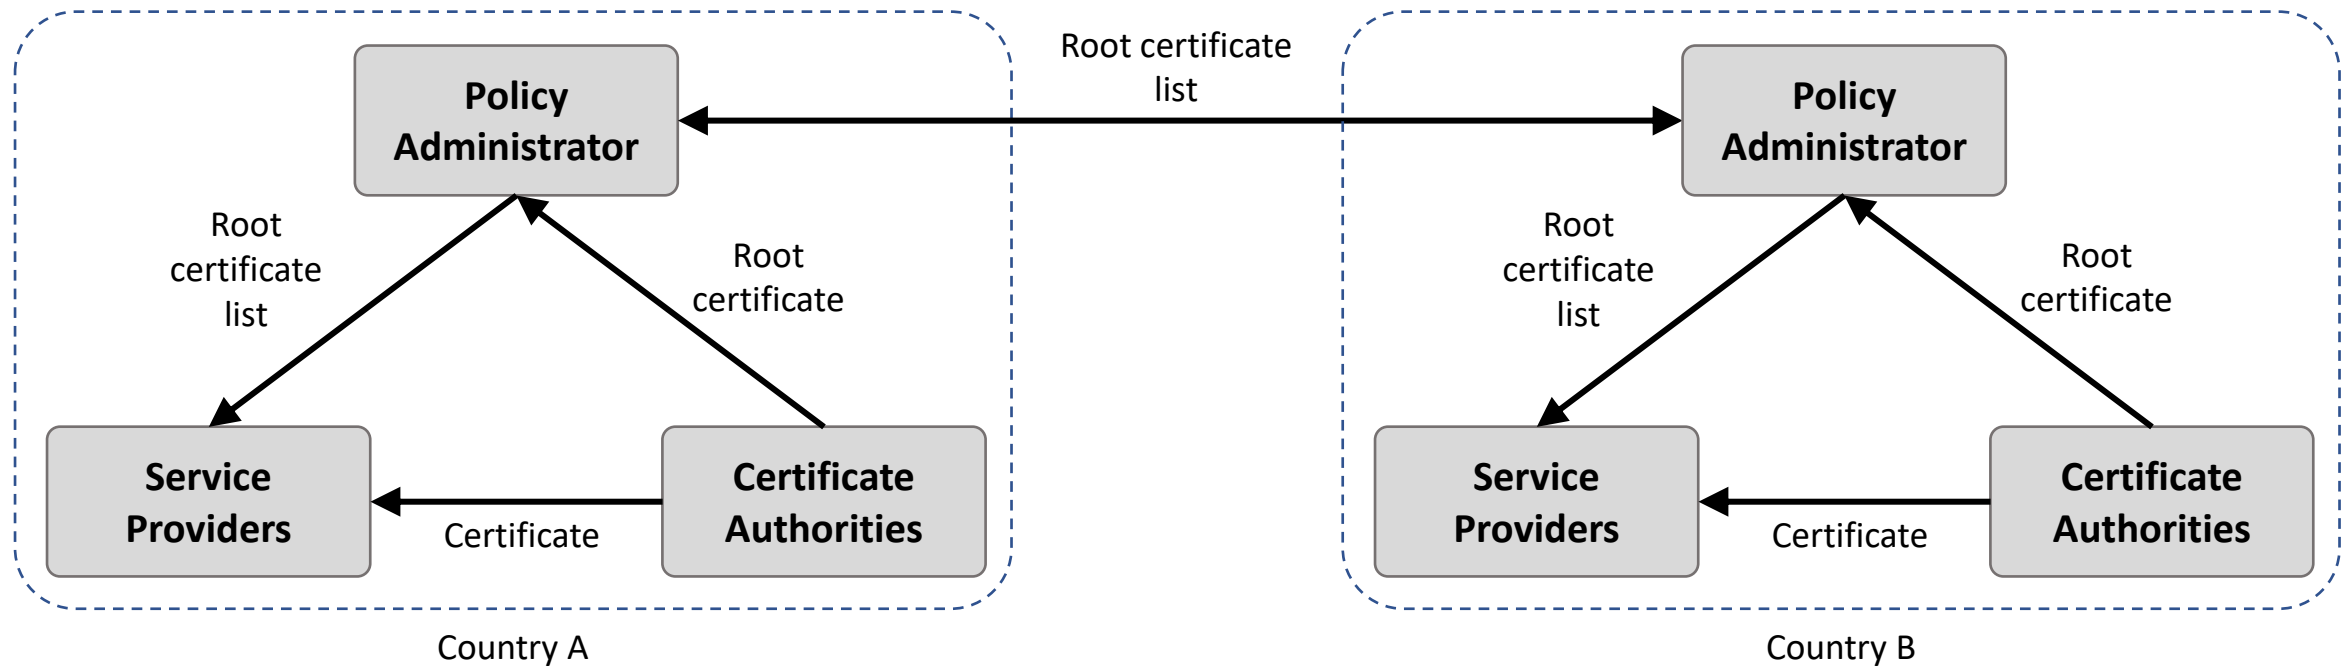 Policy
Administrator
Root certificate
list
Policy
Administrator
Root
certificate
list
Root
certificate
Root
certificate
list
Root
certificate
Service
Providers
Certificate
Certificate
Authorities
Service
Providers
Certificate
Certificate
Authorities
Country A
Country B